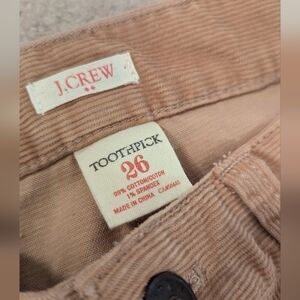 J.CREW
TOOTHPICK
26
99% COTTON/COTON
1% SPANDEX
MADE IN CHINA